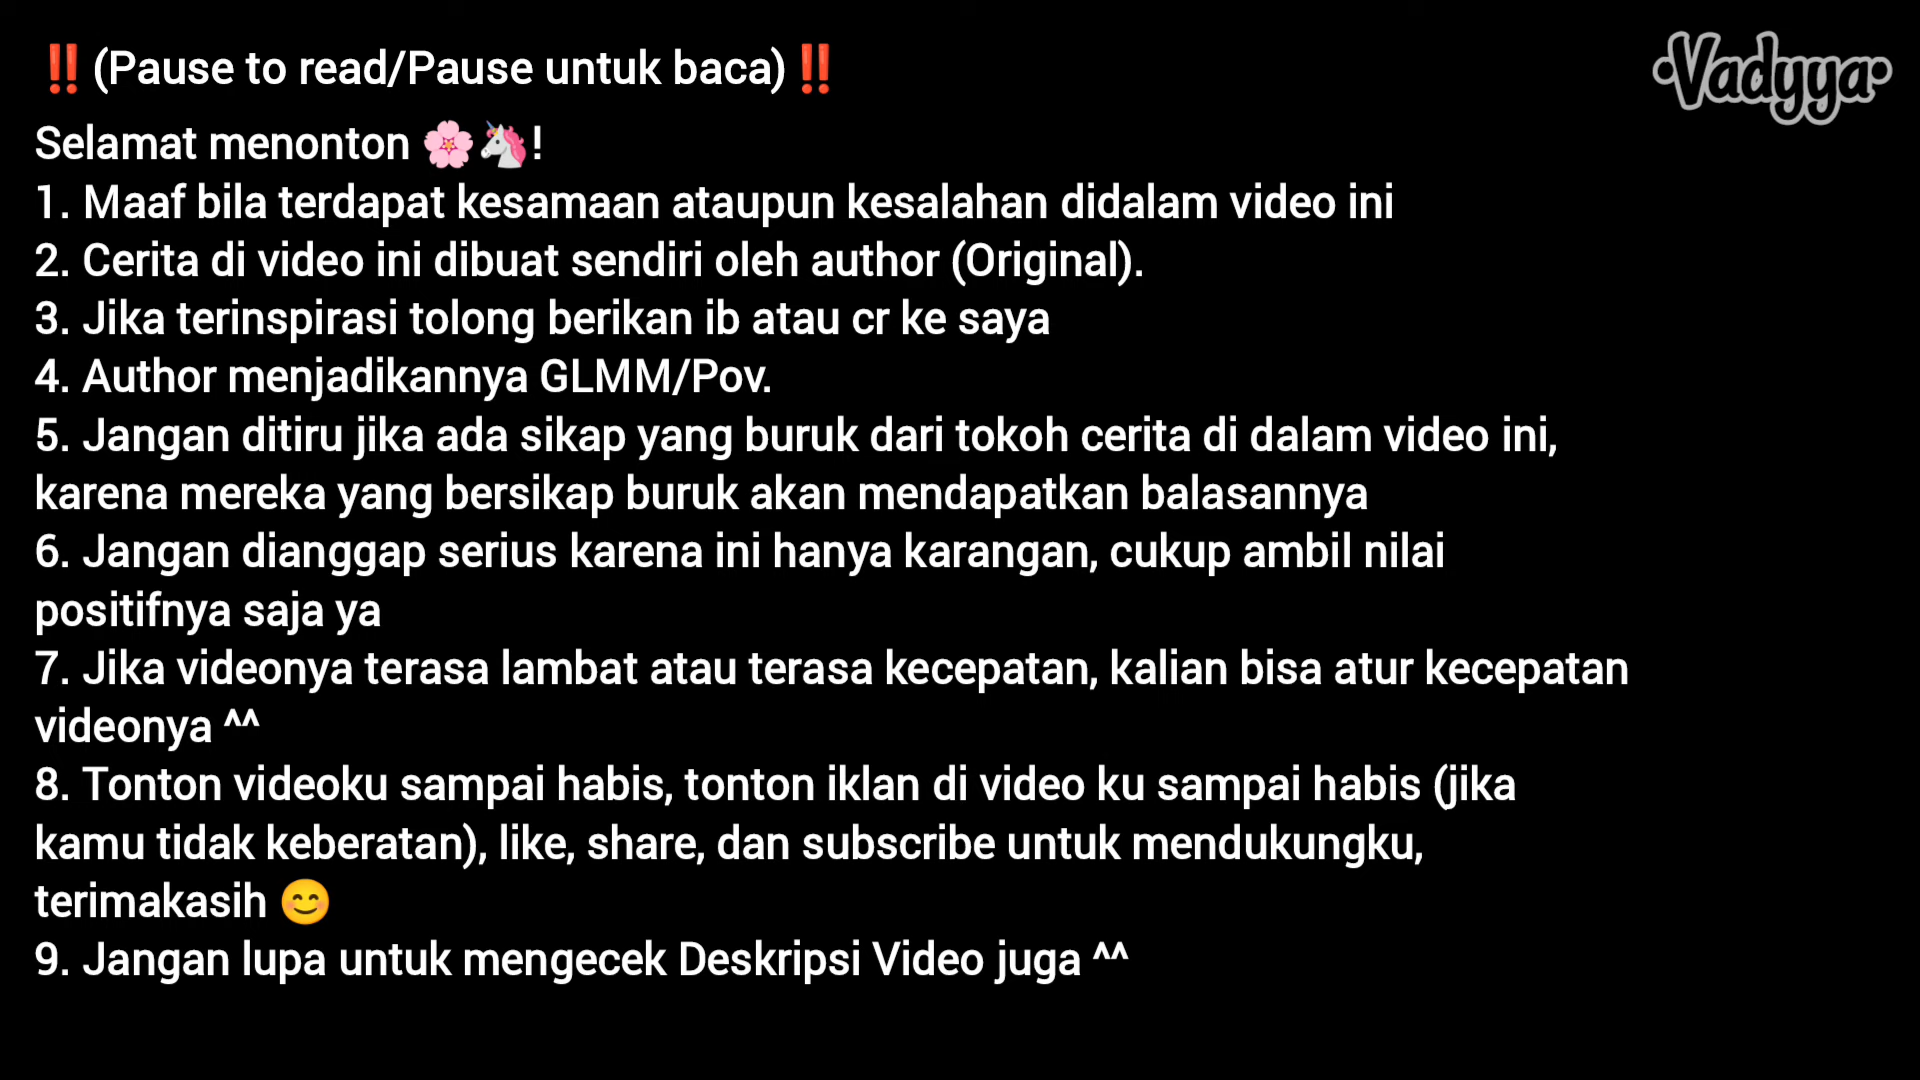 ‼️(Pause to read/Pause untuk baca)‼️
•Vadyya•
Selamat menonton 🌸🦄!
1. Maaf bila terdapat kesamaan ataupun kesalahan didalam video ini
2. Cerita di video ini dibuat sendiri oleh author (Original).
3. Jika terinspirasi tolong berikan ib atau cr ke saya
4. Author menjadikannya GLMM/Pov.
5. Jangan ditiru jika ada sikap yang buruk dari tokoh cerita di dalam video ini,
karena mereka yang bersikap buruk akan mendapatkan balasannya
6. Jangan dianggap serius karena ini hanya karangan, cukup ambil nilai
positifnya saja ya
7. Jika videonya terasa lambat atau terasa kecepatan, kalian bisa atur kecepatan
videonya ^^
8. Tonton videoku sampai habis, tonton iklan di video ku sampai habis (jika
kamu tidak keberatan), like, share, dan subscribe untuk mendukungku,
terimakasih 😊
9. Jangan lupa untuk mengecek Deskripsi Video juga ^^